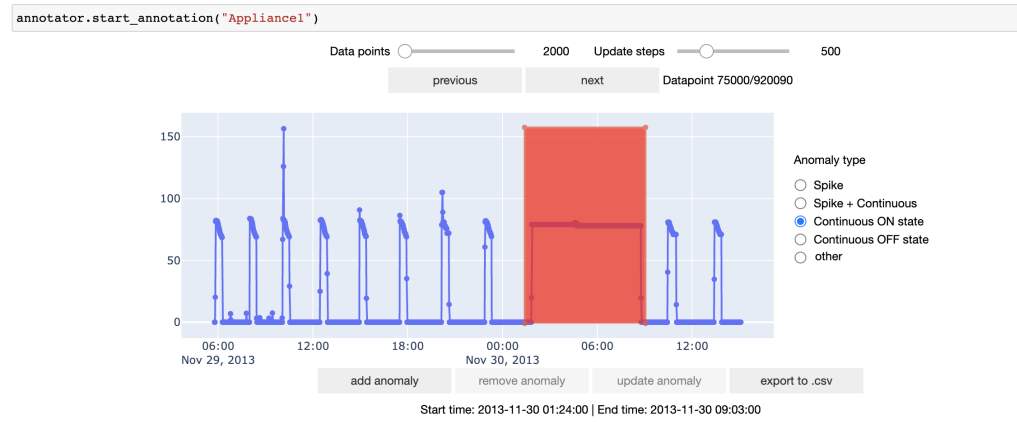 annotator.start_annotation("Appliance1")
Data points 2000 Update steps 500
previous next Datapoint 75000/920090
150
100
50
0
06:00 12:00 18:00 00:00 06:00 12:00
Nov 29, 2013 Nov 30, 2013
Anomaly type
Spike
Spike + Continuous
Continuous ON state
Continuous OFF state
other
add anomaly remove anomaly update anomaly export to .csv
Start time: 2013-11-30 01:24:00 | End time: 2013-11-30 09:03:00